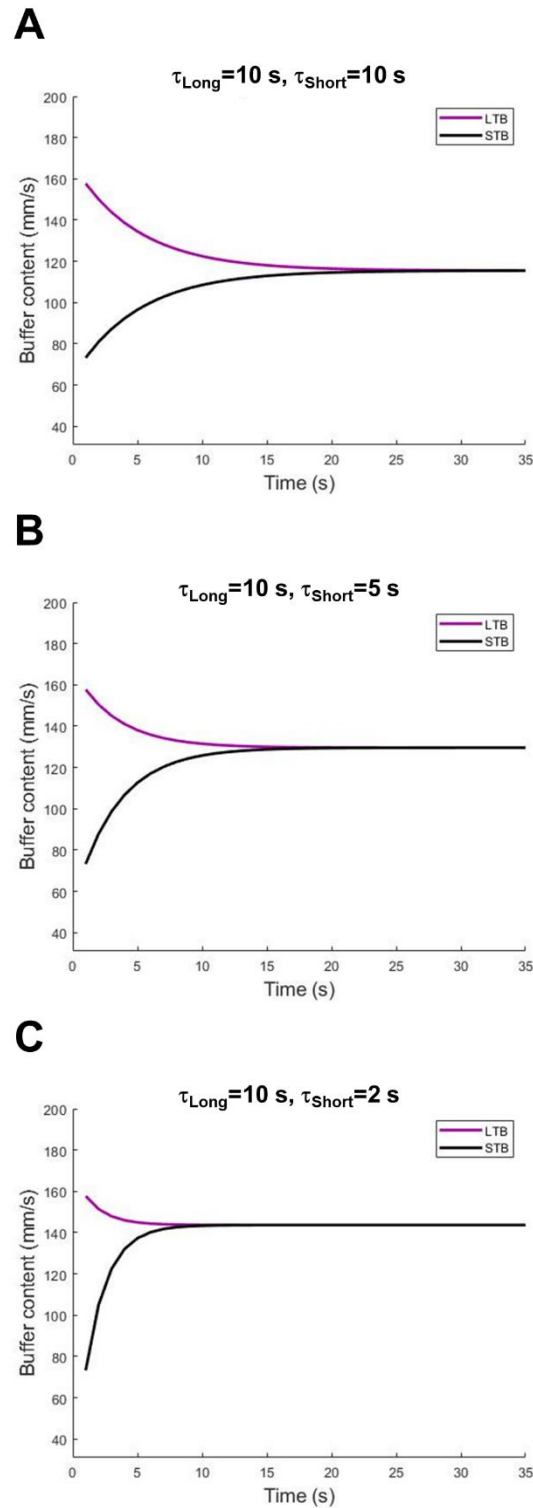 A
τLong=10 s, τShort=10 s
200
180
160
140
120
100
80
60
40
Buffer content (mm/s)
LTB
STB
0 5 10 15 20 25 30 35
Time (s)
B
τLong=10 s, τShort=5 s
200
180
160
140
120
100
80
60
40
Buffer content (mm/s)
LTB
STB
0 5 10 15 20 25 30 35
Time (s)
C
τLong=10 s, τShort=2 s
200
180
160
140
120
100
80
60
40
Buffer content (mm/s)
LTB
STB
0 5 10 15 20 25 30 35
Time (s)